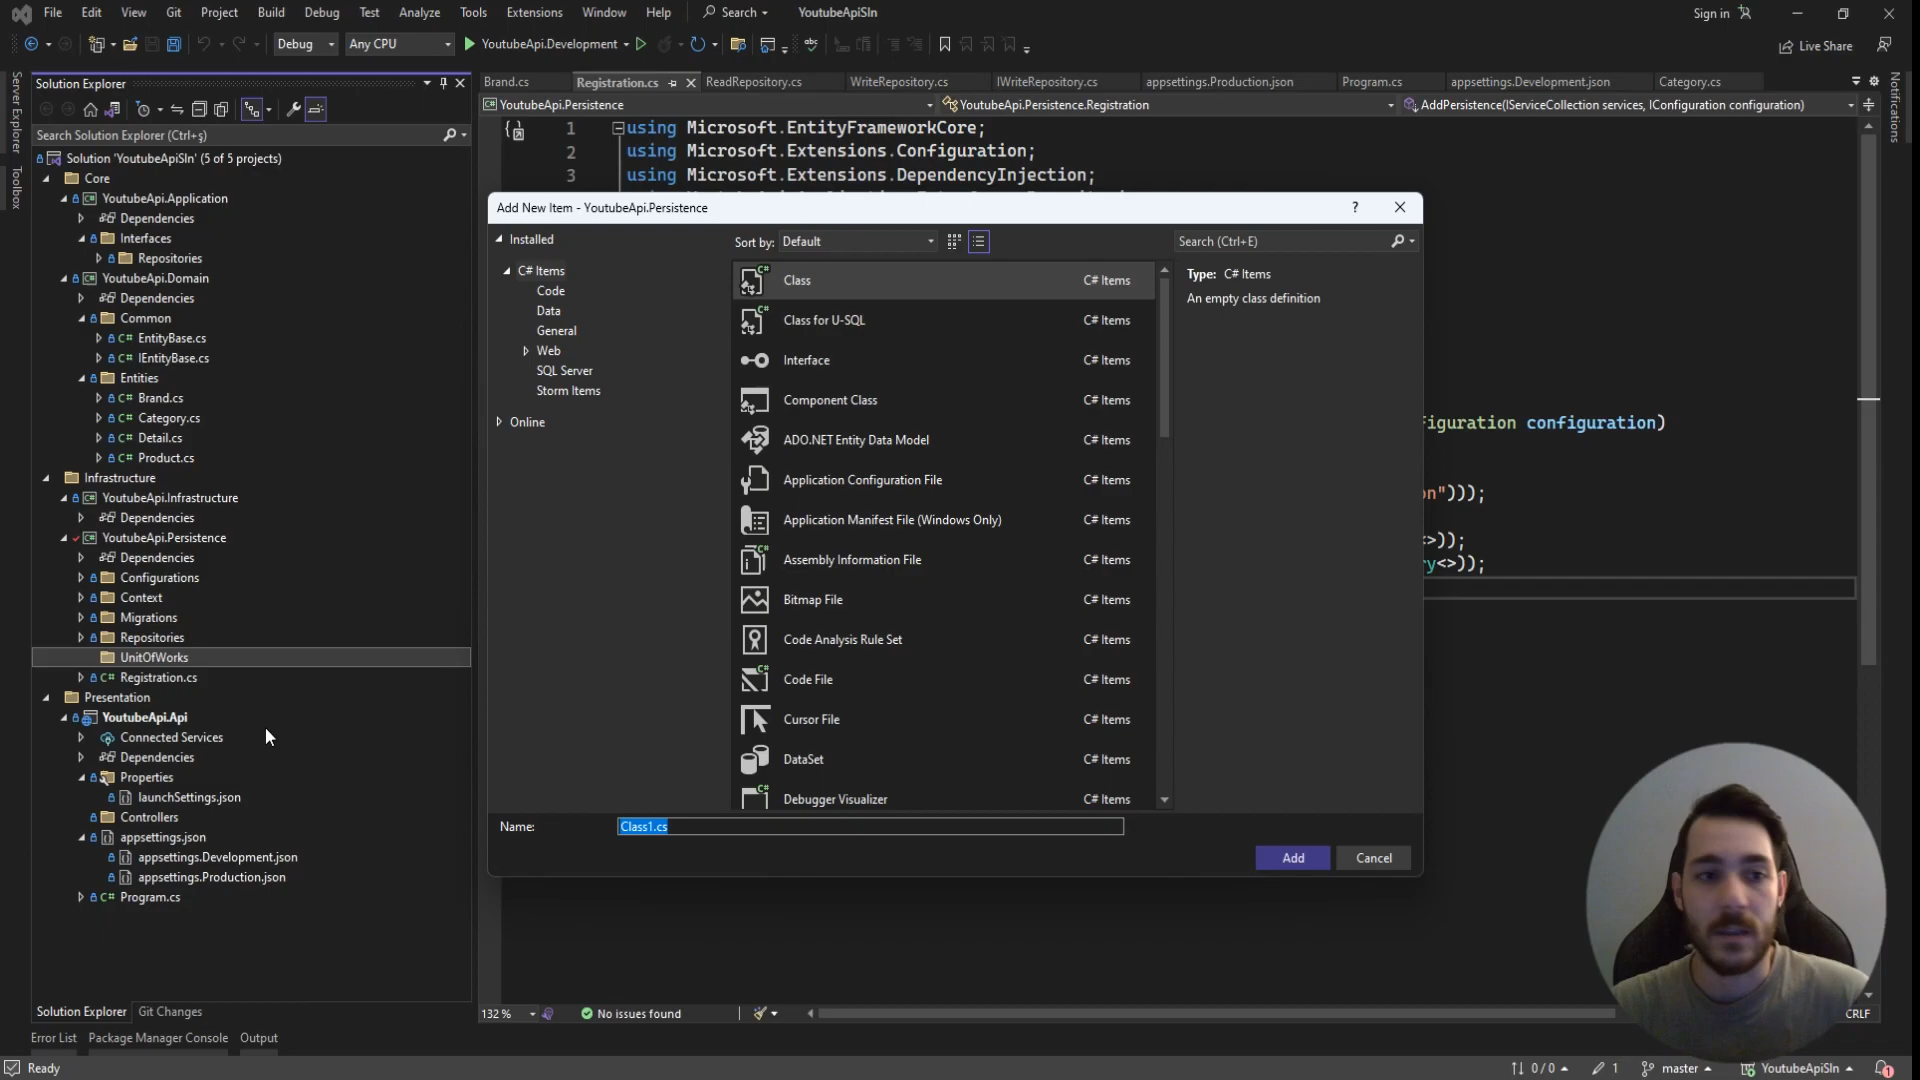 File Edit View Git Project Build Debug Test Analyze Tools Extensions Window Help Search YoutubeApiSln Sign in
Debug Any CPU YoutubeApi.Development Live Share
Server Explorer
Toolbox
Notifications
Solution Explorer
Search Solution Explorer (Ctrl+ş)
Solution 'YoutubeApiSln' (5 of 5 projects)
Core
YoutubeApi.Application
Dependencies
Interfaces
Repositories
YoutubeApi.Domain
Dependencies
Common
C# EntityBase.cs
C# IEntityBase.cs
Entities
C# Brand.cs
C# Category.cs
C# Detail.cs
C# Product.cs
Infrastructure
YoutubeApi.Infrastructure
Dependencies
YoutubeApi.Persistence
Dependencies
Configurations
Context
Migrations
Repositories
UnitOfWorks
C# Registration.cs
Presentation
YoutubeApi.Api
Connected Services
Dependencies
Properties
launchSettings.json
Controllers
appsettings.json
appsettings.Development.json
appsettings.Production.json
C# Program.cs
Solution Explorer Git Changes
Brand.cs Registration.cs ReadRepository.cs WriteRepository.cs IWriteRepository.cs appsettings.Production.json Program.cs appsettings.Development.json Category.cs
YoutubeApi.Persistence YoutubeApi.Persistence.Registration AddPersistence(IServiceCollection services, IConfiguration configuration)
1 using Microsoft.EntityFrameworkCore;
2 using Microsoft.Extensions.Configuration;
3 using Microsoft.Extensions.DependencyInjection;
figuration configuration)
on")));
<>));
ry<>));
Add New Item - YoutubeApi.Persistence ?
Installed
C# Items
Code
Data
General
Web
SQL Server
Storm Items
Online
Sort by: Default
Search (Ctrl+E)
Class C# Items
Class for U-SQL C# Items
Interface C# Items
Component Class C# Items
ADO.NET Entity Data Model C# Items
Application Configuration File C# Items
Application Manifest File (Windows Only) C# Items
Assembly Information File C# Items
Bitmap File C# Items
Code Analysis Rule Set C# Items
Code File C# Items
Cursor File C# Items
DataSet C# Items
Debugger Visualizer C# Items
Type: C# Items
An empty class definition
Name: Class1.cs
Add Cancel
132 % No issues found CRLF
Error List Package Manager Console Output
Ready 0 / 0 1 master YoutubeApiSln 1